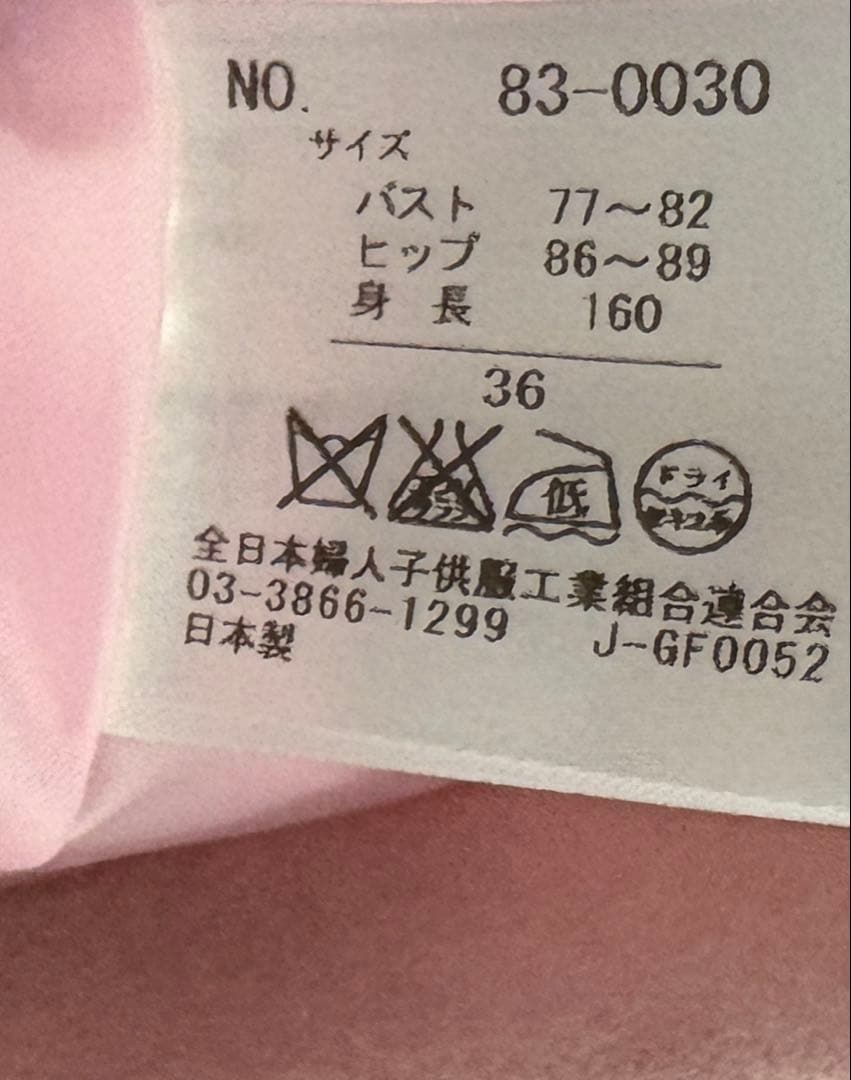 NO. 83-0030
サイズ
バスト 77～82
ヒップ 86～89
身長 160
36
低 ドライ
全日本婦人子供服工業組合連合会
03-3866-1299 J-GF0052
日本製